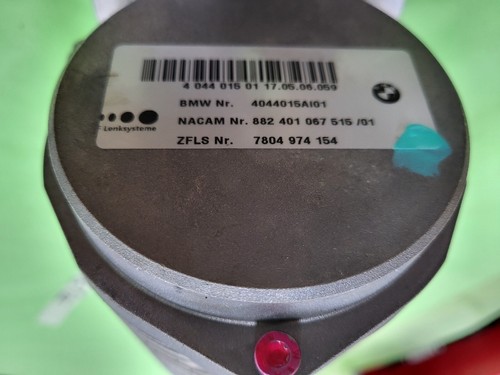 4 044 015 01 17.05.06.059
BMW Nr. 4044015AI01
NACAM Nr. 882 401 067 515 /01
Lenksysteme
ZFLS Nr. 7804 974 154